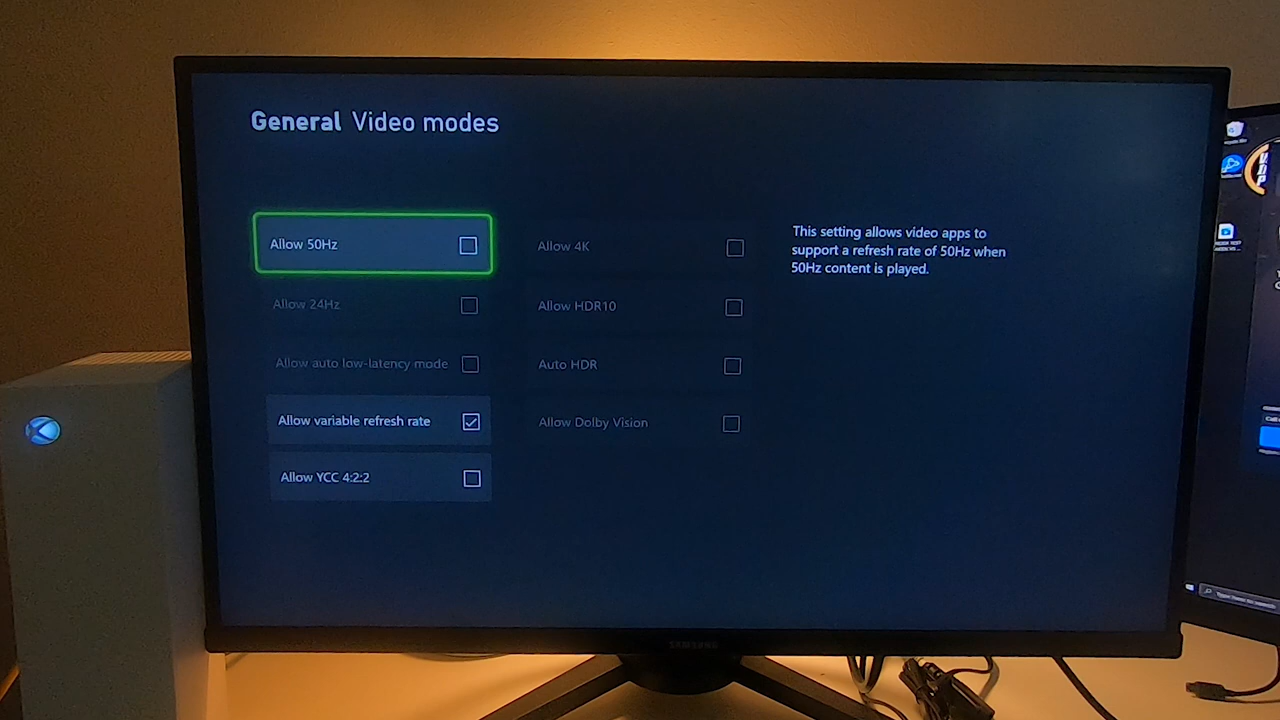 General Video modes
Allow 50Hz
Allow 24Hz
Allow auto low-latency mode
Allow variable refresh rate
Allow YCC 4:2:2
Allow 4K
Allow HDR10
Auto HDR
Allow Dolby Vision
This setting allows video apps to
support a refresh rate of 50Hz when
50Hz content is played.
SAMSUNG
VDP